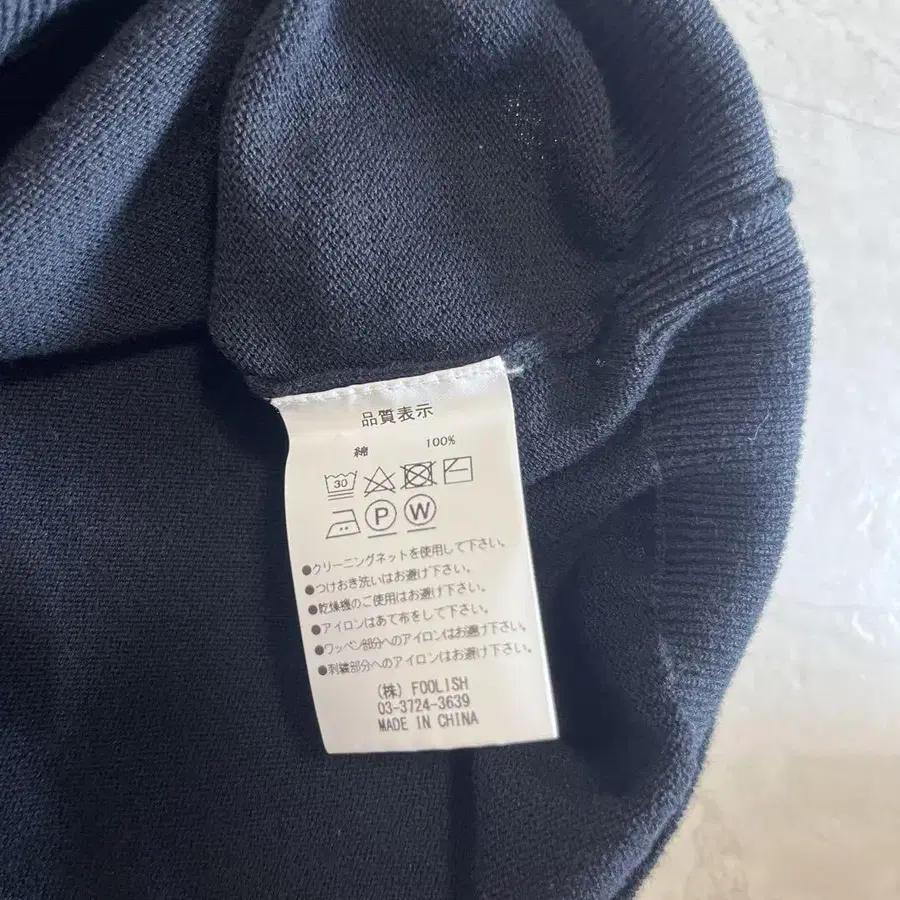 品質表示
綿 100%
30
P W
●クリーニングネットを使用して下さい。
●つけおき洗いはお避け下さい。
●乾燥機のご使用はお避け下さい。
●アイロンはあて布をして下さい。
●ワッペン部分へのアイロンはお避け下さい。
●刺繍部分へのアイロンはお避け下さい。
(株) FOOLISH
03-3724-3639
MADE IN CHINA